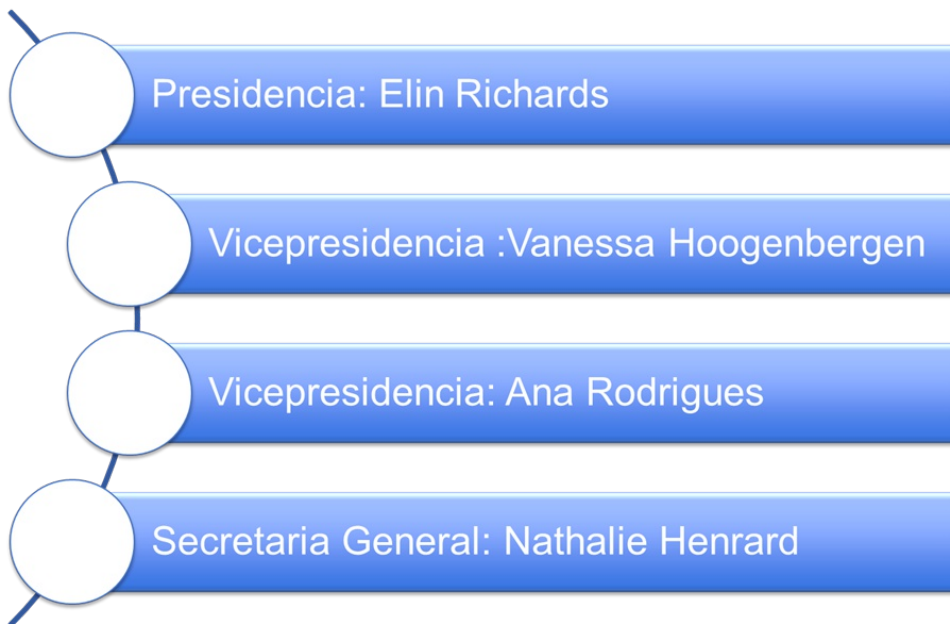 Presidencia: Elin Richards
Vicepresidencia :Vanessa Hoogenbergen
Vicepresidencia: Ana Rodrigues
Secretaria General: Nathalie Henrard